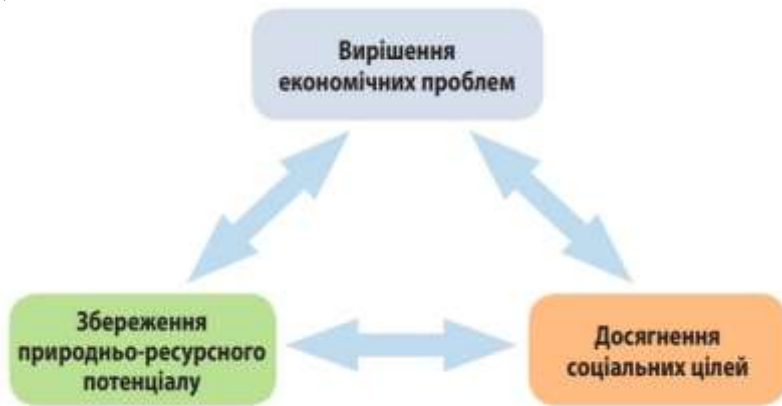 Вирішення
економічних проблем
Збереження
природньо-ресурсного
потенціалу
Досягнення
соціальних цілей